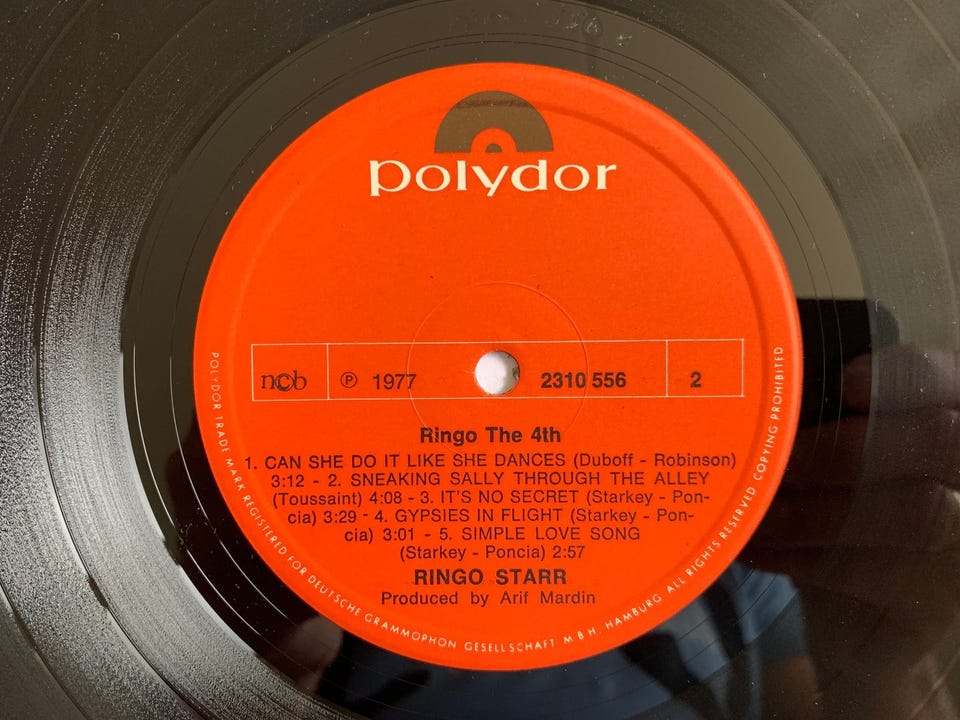 polydor
ncb ℗ 1977 2310 556 2
Ringo The 4th
1. CAN SHE DO IT LIKE SHE DANCES (Duboff - Robinson)
3:12 - 2. SNEAKING SALLY THROUGH THE ALLEY
(Toussaint) 4:08 - 3. IT'S NO SECRET (Starkey - Pon-
cia) 3:29 - 4. GYPSIES IN FLIGHT (Starkey - Pon-
cia) 3:01 - 5. SIMPLE LOVE SONG
(Starkey - Poncia) 2:57
RINGO STARR
Produced by Arif Mardin
POLYDOR TRADE MARK REGISTERED FOR DEUTSCHE GRAMMOPHON GESELLSCHAFT M B H, HAMBURG ALL RIGHTS RESERVED COPYING PROHIBITED